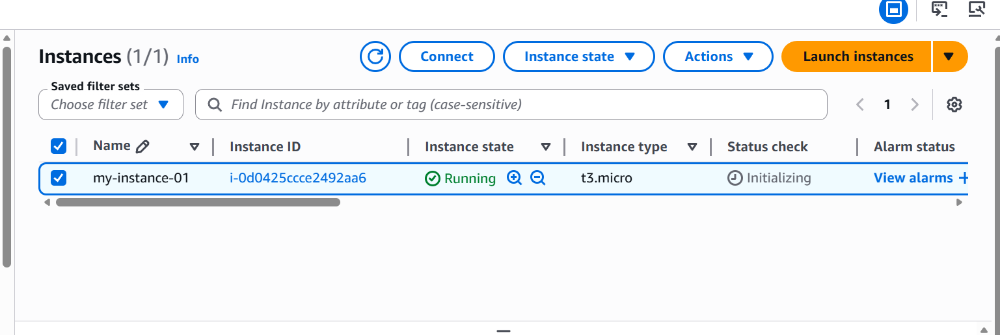 Instances (1/1) Info Connect Instance state Actions Launch instances
Saved filter sets
Choose filter set Find Instance by attribute or tag (case-sensitive) 1
Name Instance ID Instance state Instance type Status check Alarm status
my-instance-01 i-0d0425ccce2492aa6 Running t3.micro Initializing View alarms +